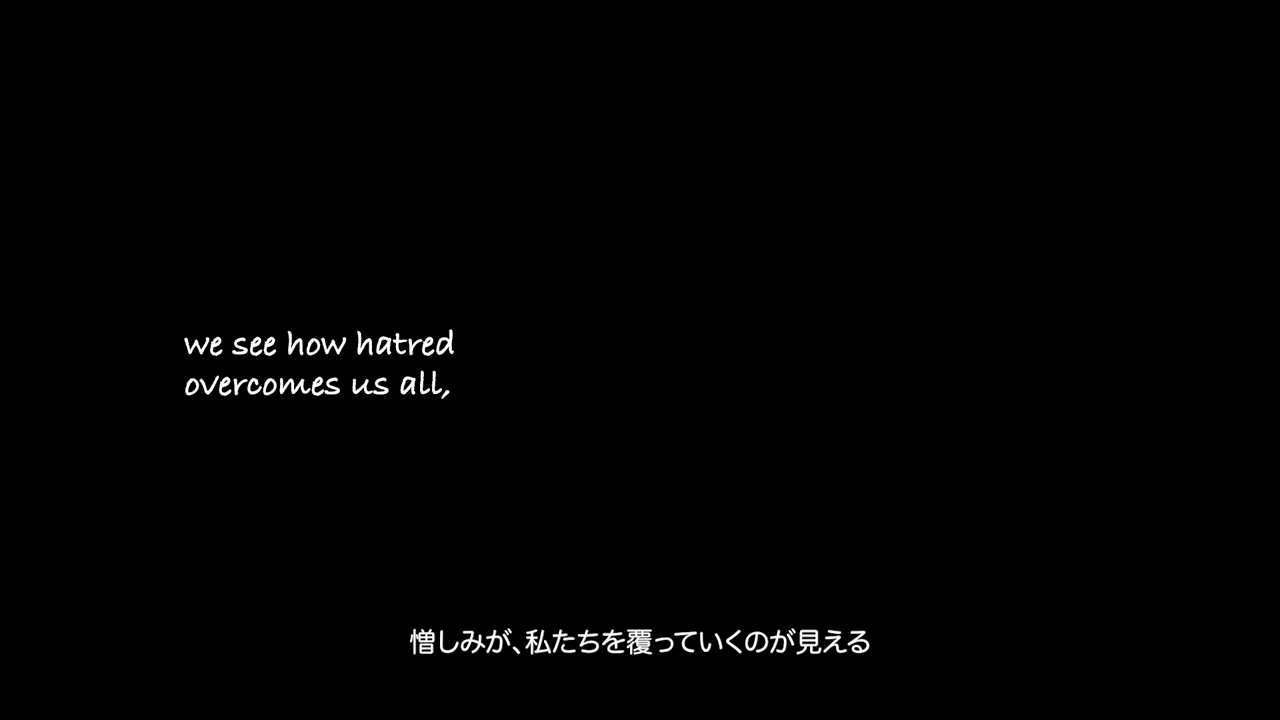 we see how hatred
overcomes us all,
憎しみが、私たちを覆っていくのが見える